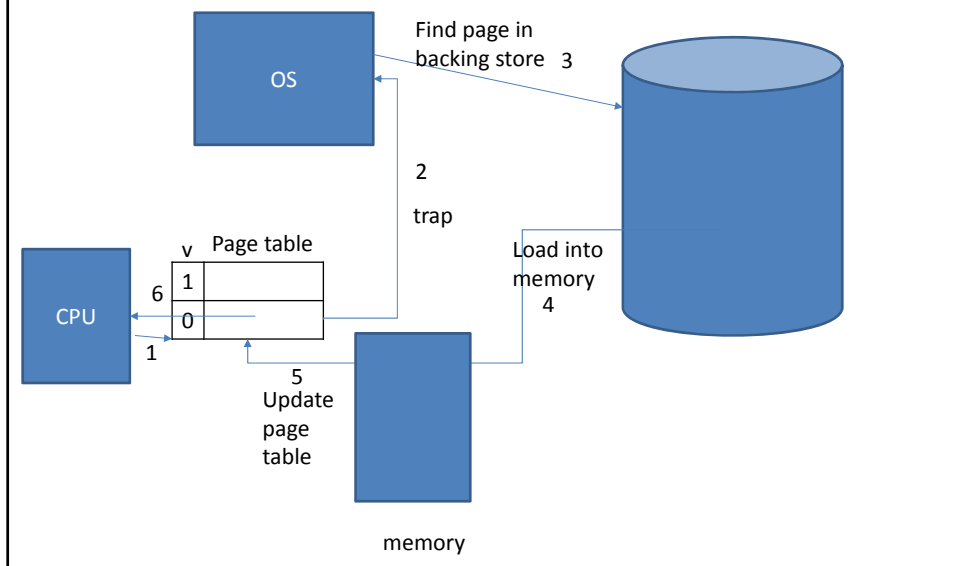 Find page in
backing store 3
OS
2
trap
v Page table
1
6
0
CPU
1
Load into
memory
4
5
Update
page
table
memory